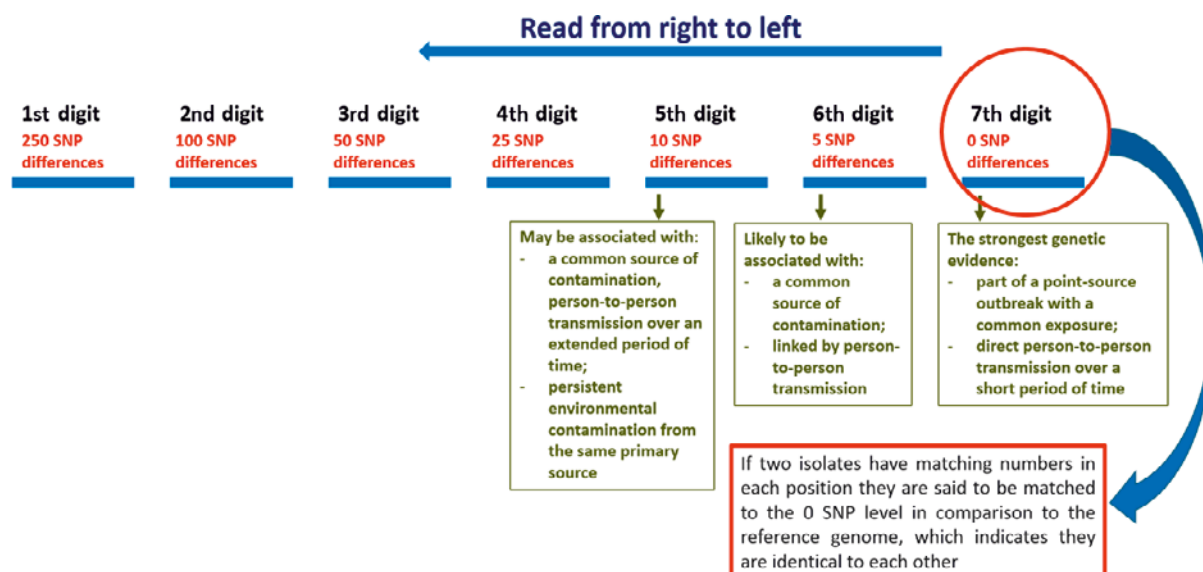 Read from right to left
1st digit
250 SNP
differences
2nd digit
100 SNP
differences
3rd digit
50 SNP
differences
4th digit
25 SNP
differences
5th digit
10 SNP
differences
6th digit
5 SNP
differences
7th digit
0 SNP
differences
May be associated with:
- a common source of
contamination,
person-to-person
transmission over an
extended period of
time;
- persistent
environmental
contamination from
the same primary
source
Likely to be
associated with:
- a common
source of
contamination;
- linked by person-
to-person
transmission
The strongest genetic
evidence:
- part of a point-source
outbreak with a
common exposure;
- direct person-to-person
transmission over a
short period of time
If two isolates have matching numbers in
each position they are said to be matched
to the 0 SNP level in comparison to the
reference genome, which indicates they
are identical to each other